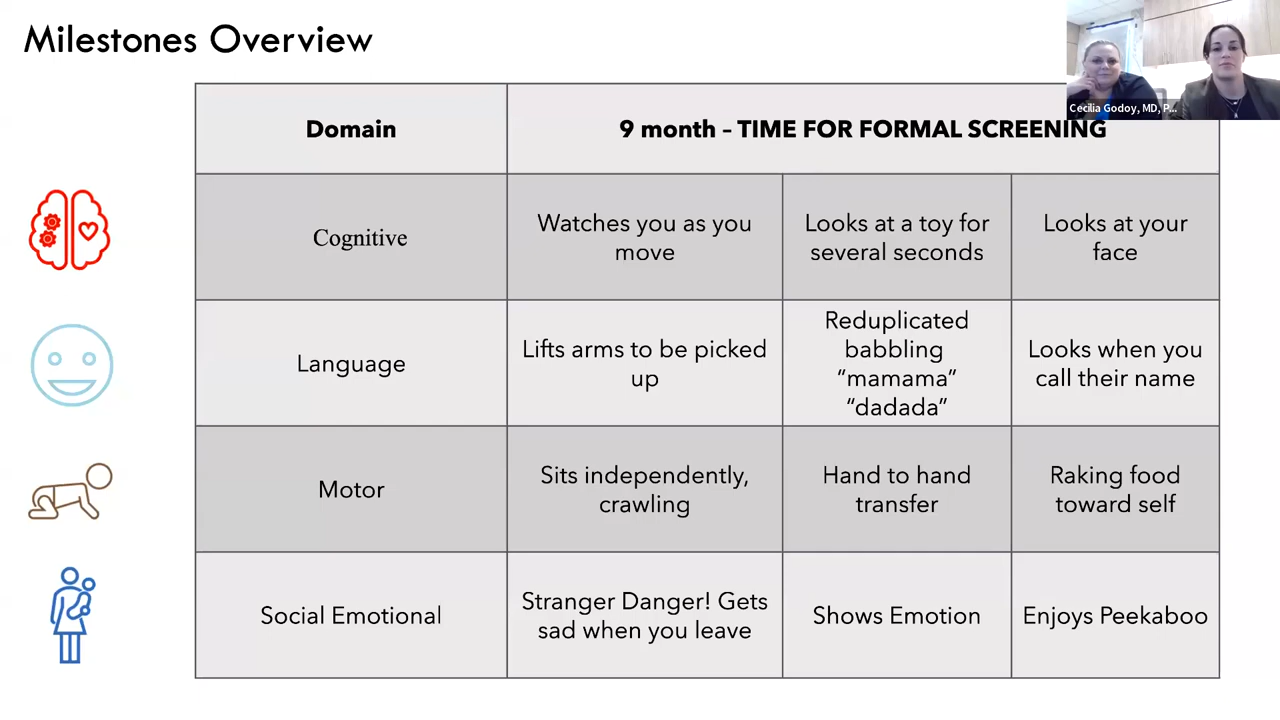 Milestones Overview
Cecilia Godoy, MD, P...
Domain
9 month – TIME FOR FORMAL SCREENING
Cognitive
Watches you as you
move
Looks at a toy for
several seconds
Looks at your
face
Language
Lifts arms to be picked
up
Reduplicated
babbling
“mamama”
“dadada”
Looks when you
call their name
Motor
Sits independently,
crawling
Hand to hand
transfer
Raking food
toward self
Social Emotional
Stranger Danger! Gets
sad when you leave
Shows Emotion
Enjoys Peekaboo